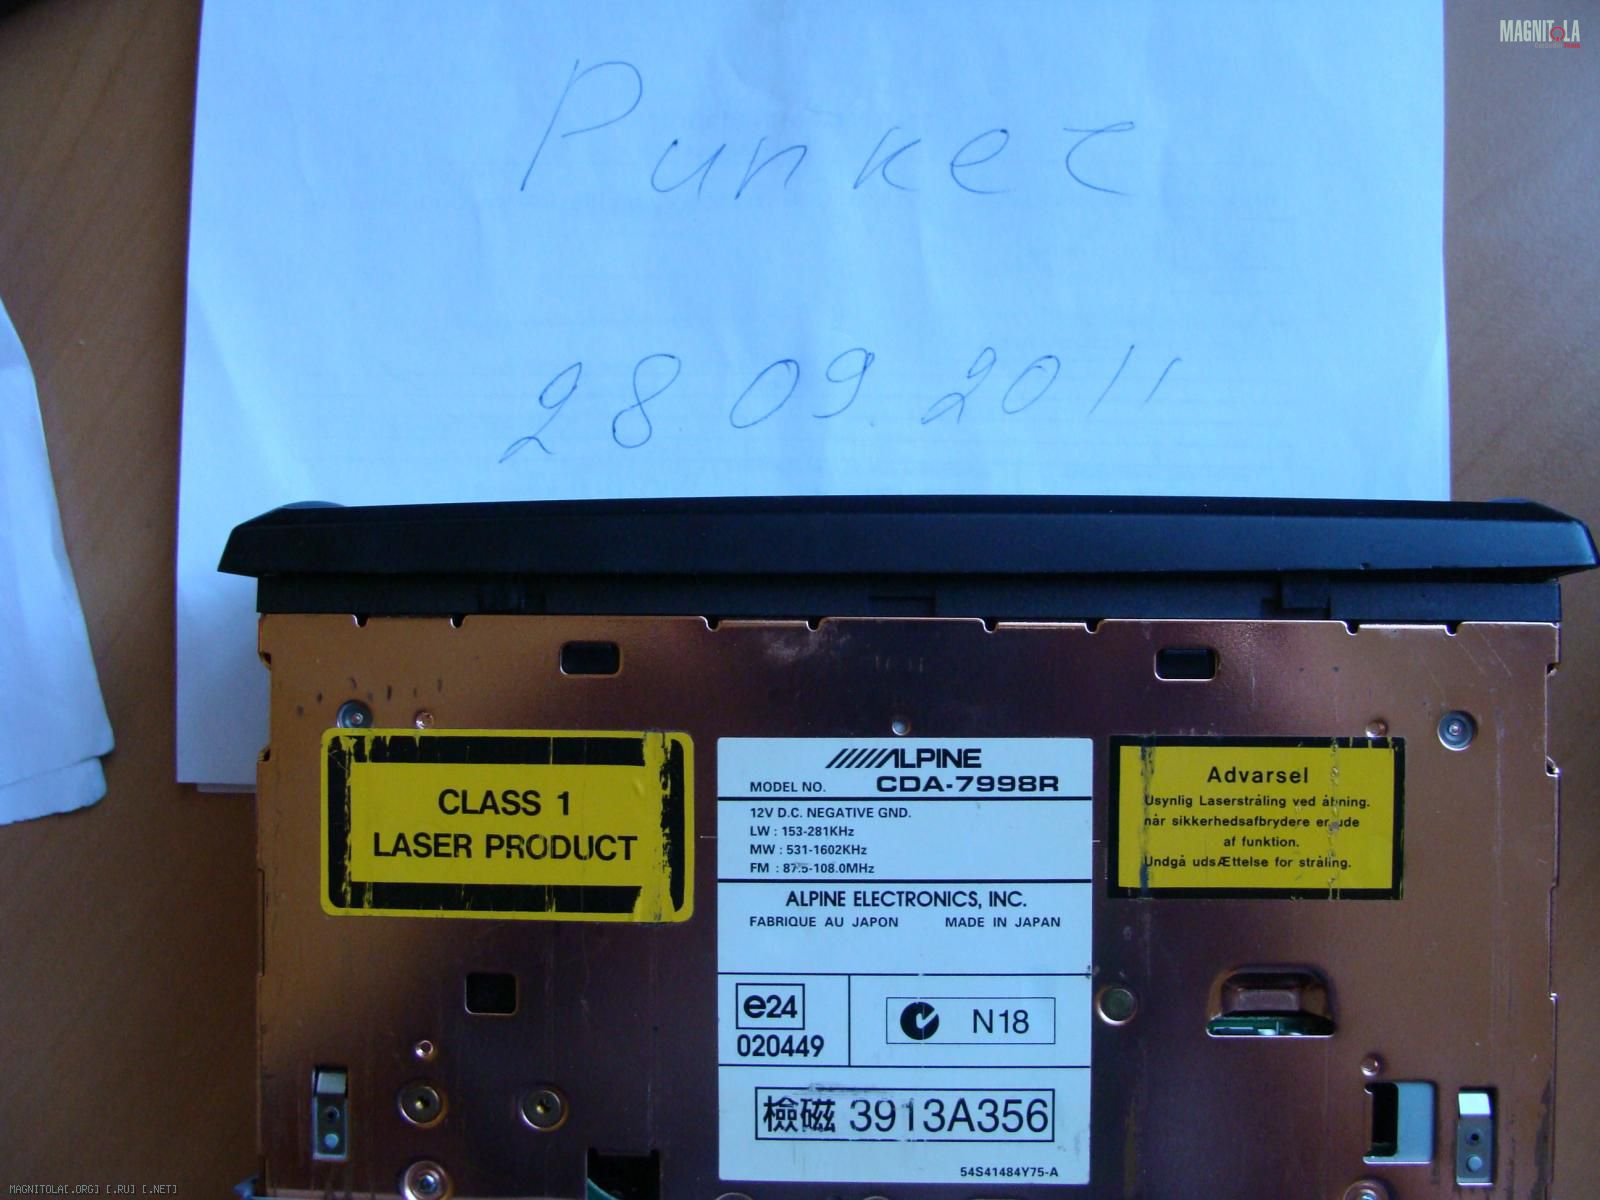 MAGNITOLA
Рипкет
28 09.2011
CLASS 1
LASER PRODUCT
ALPINE
MODEL NO. CDA-7998R
12V D.C. NEGATIVE GND.
LW : 153-281KHz
MW : 531-1602KHz
FM : 87.5-108.0MHz
ALPINE ELECTRONICS, INC.
FABRIQUE AU JAPON MADE IN JAPAN
e24
020449
N18
檢磁 3913A356
54S41484Y75-A
Advarsel
Usynlig Laserstråling ved åbning.
når sikkerhedsafbrydere er ude
af funktion.
Undgå udsÆttelse for stråling.
MAGNITOLA[.ORG] [.RU] [.NET]